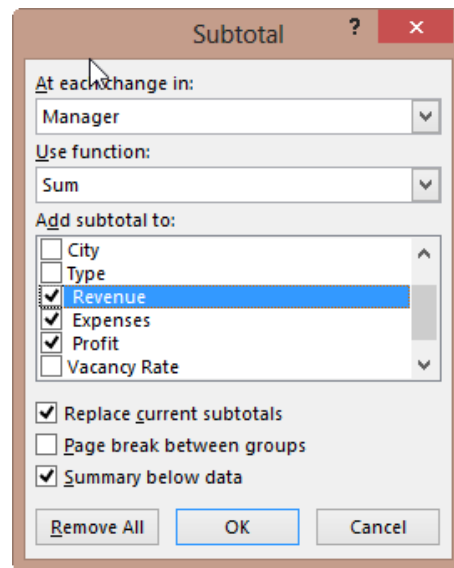 Subtotal ?
At each change in:
Manager
Use function:
Sum
Add subtotal to:
City
Type
Revenue
Expenses
Profit
Vacancy Rate
Replace current subtotals
Page break between groups
Summary below data
Remove All OK Cancel